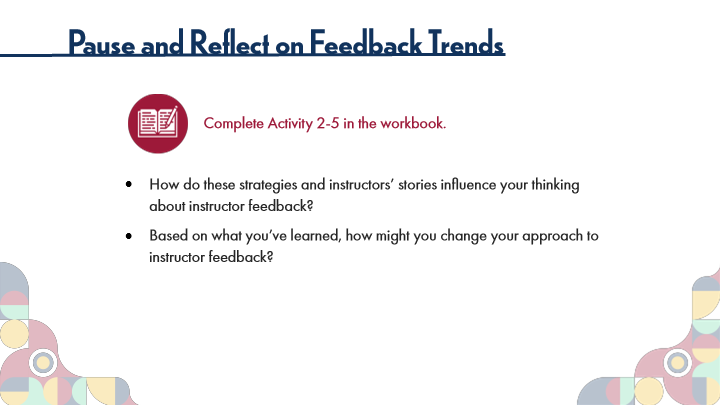 Pause and Reflect on Feedback Trends
Complete Activity 2-5 in the workbook.
• How do these strategies and instructors’ stories influence your thinking
about instructor feedback?
• Based on what you’ve learned, how might you change your approach to
instructor feedback?